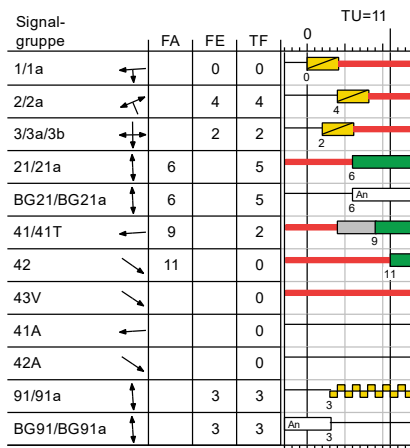 TU=11
Signal-
gruppe FA FE TF 0
1/1a 0 0 0
2/2a 4 4 4
3/3a/3b 2 2 2
21/21a 6 5 6
BG21/BG21a 6 5 An 6
41/41T 9 2 9
42 11 0 11
43V 0
41A 0
42A 0
91/91a 3 3 3
BG91/BG91a 3 3 An 3